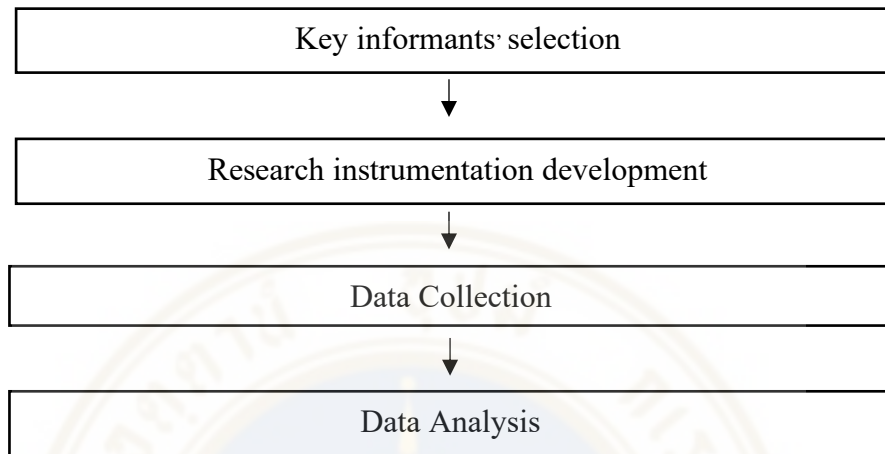 Key informants' selection
Research instrumentation development
Data Collection
Data Analysis